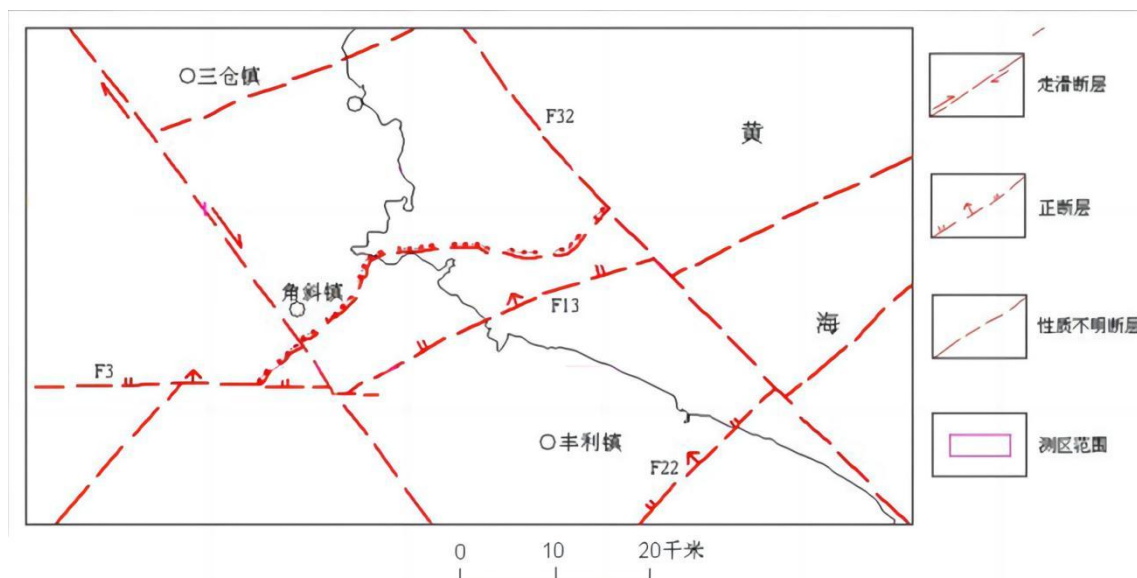 三仓镇
F32
黄
走滑断层
正断层
角斜镇
F13
海
性质不明断层
F3
丰利镇
F22
测区范围
0 10 20千米